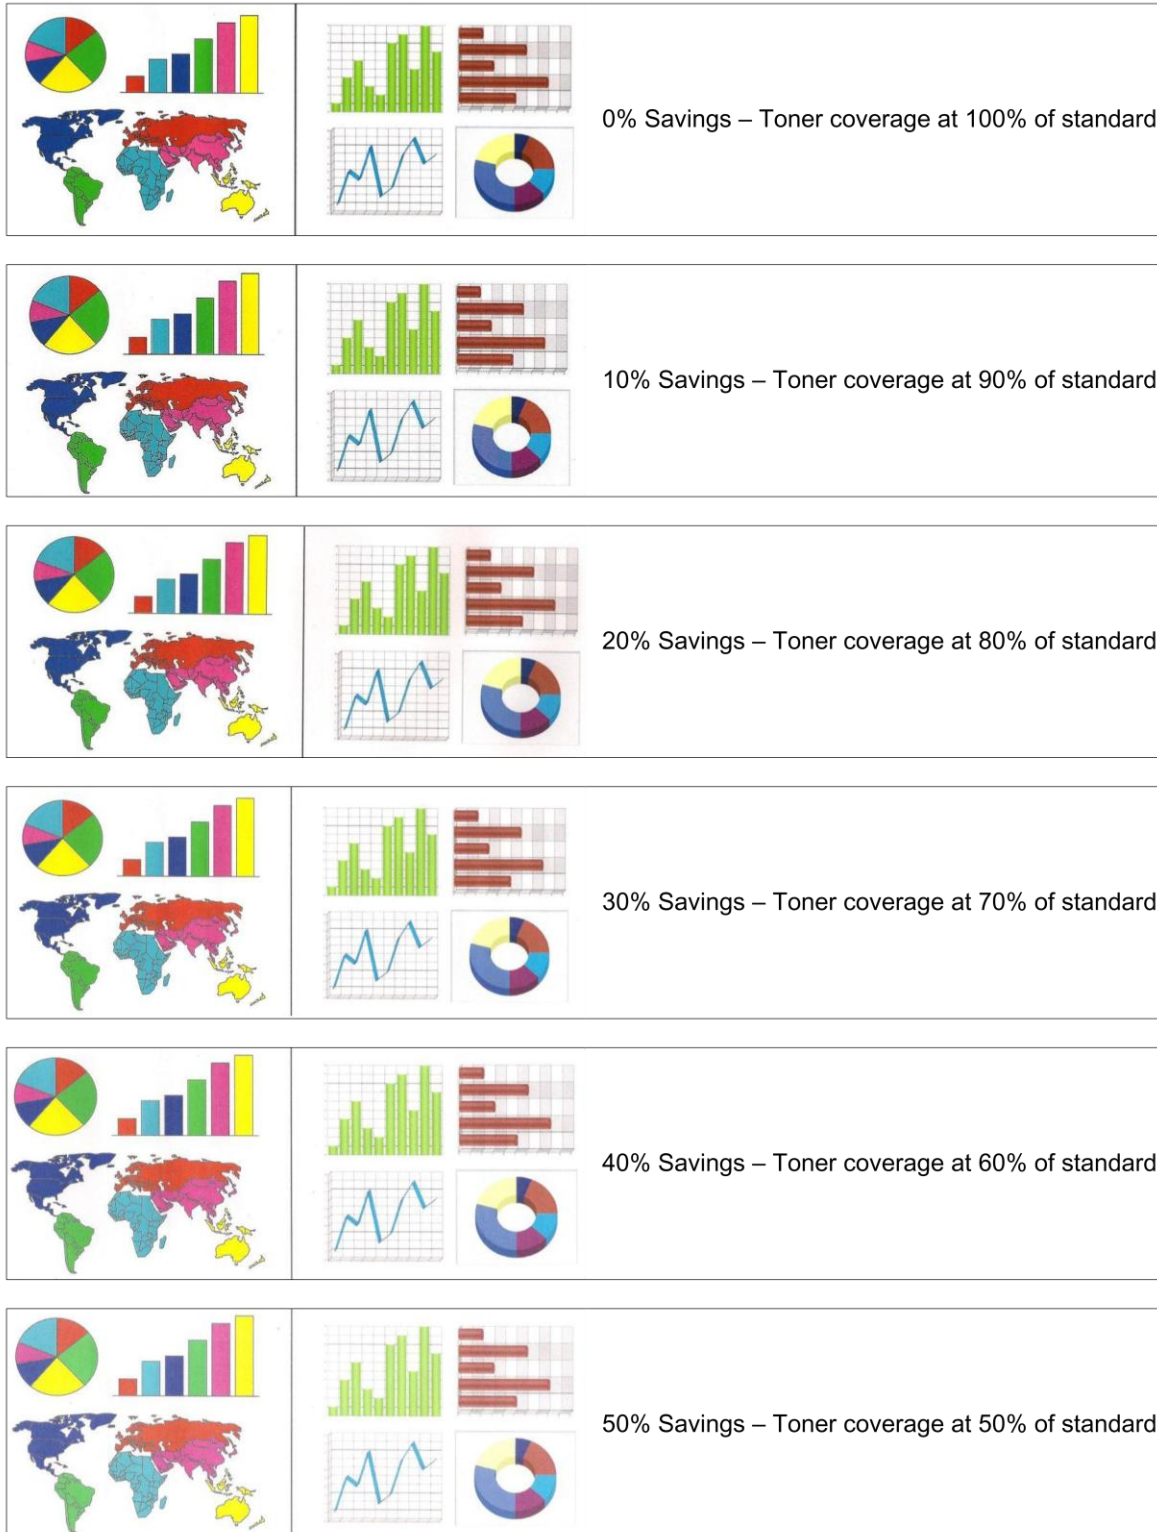 0% Savings – Toner coverage at 100% of standard
10% Savings – Toner coverage at 90% of standard
20% Savings – Toner coverage at 80% of standard
30% Savings – Toner coverage at 70% of standard
40% Savings – Toner coverage at 60% of standard
50% Savings – Toner coverage at 50% of standard